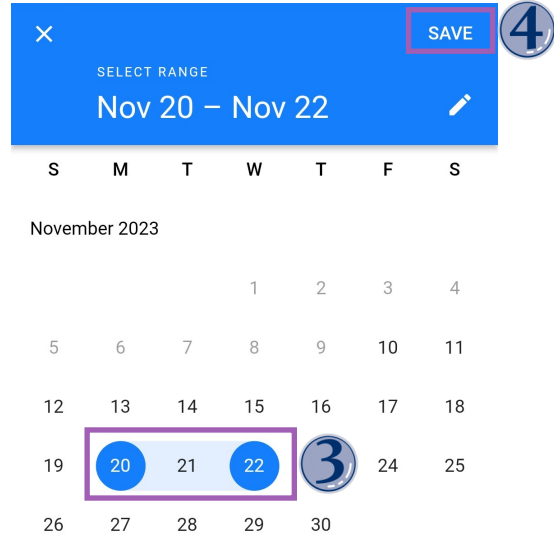 SAVE
4
SELECT RANGE
Nov 20 – Nov 22
S M T W T F S
November 2023
1 2 3 4
5 6 7 8 9 10 11
12 13 14 15 16 17 18
19 20 21 22 3 24 25
26 27 28 29 30